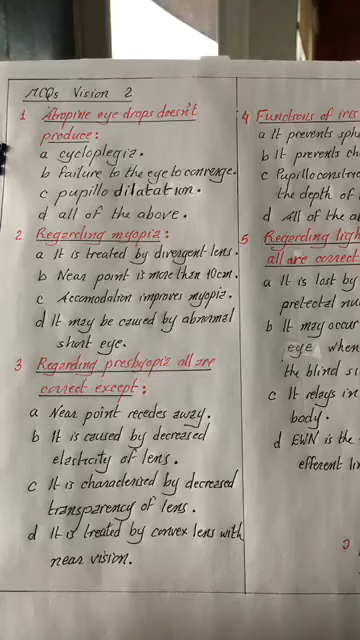 MCQs Vision 2
1 Atropine eye drops doesn't
produce:
a cycloplegia.
b Failure to the eye to converge.
c pupillo dilatation.
d all of the above.
2 Regarding myopia:
a It is treated by divergent lens.
b Near point is more than 10cm.
c Accomodation improves myopia.
d It may be caused by abnormal
short eye.
3 Regarding presbyopia all are
correct except:
a Near point recedes away.
b It is caused by decreased
elasticity of lens.
c It is characterized by decreased
transparency of lens.
d It is treated by convex lens with
near vision.
4 Functions of iris
a It prevents sphe
b It prevents ch
c Pupilloconstric
the depth of
d All of the a
5 Regarding ligh
all are correct
a It is lost by
pretectal nu
b It may occur
eye when
the blind si
c It relays in
body.
d EWN is the
efferent lin